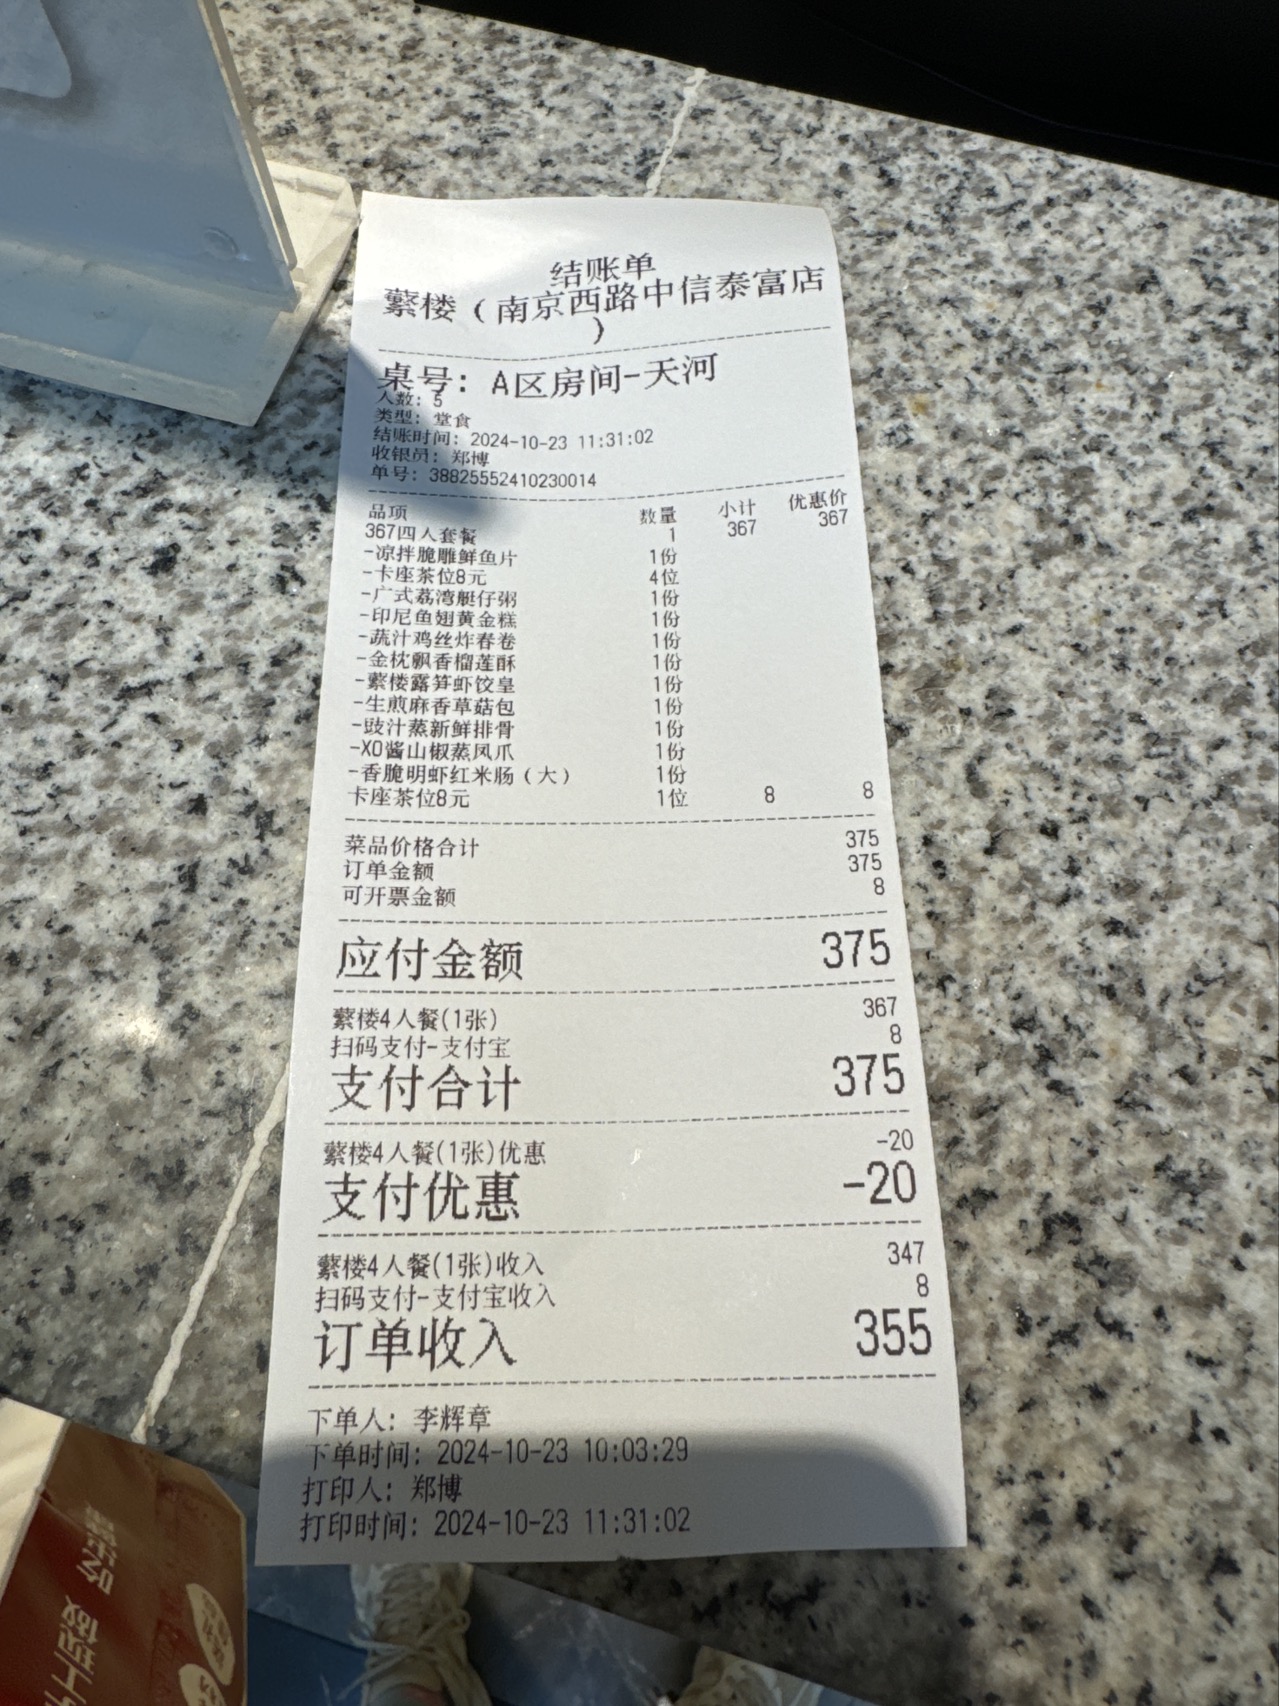 结账单
蘩楼（南京西路中信泰富店
）
桌号: A区房间-天河
人数: 5
类型: 堂食
结账时间: 2024-10-23 11:31:02
收银员: 郑博
单号: 38825552410230014
品项 数量 小计 优惠价
367四人套餐 1 367 367
-凉拌脆雕鲜鱼片 1份
-卡座茶位8元 4位
-广式荔湾艇仔粥 1份
-印尼鱼翅黄金糕 1份
-蔬汁鸡丝炸春卷 1份
-金枕飘香榴莲酥 1份
-蘩楼露笋虾饺皇 1份
-生煎麻香草菇包 1份
-豉汁蒸新鲜排骨 1份
-XO酱山椒蒸凤爪 1份
-香脆明虾红米肠（大） 1份
卡座茶位8元 1位 8 8
菜品价格合计 375
订单金额 375
可开票金额 8
应付金额 375
蘩楼4人餐(1张) 367
扫码支付-支付宝 8
支付合计 375
蘩楼4人餐(1张)优惠 -20
支付优惠 -20
蘩楼4人餐(1张)收入 347
扫码支付-支付宝收入 8
订单收入 355
下单人: 李辉章
下单时间: 2024-10-23 10:03:29
打印人: 郑博
打印时间: 2024-10-23 11:31:02